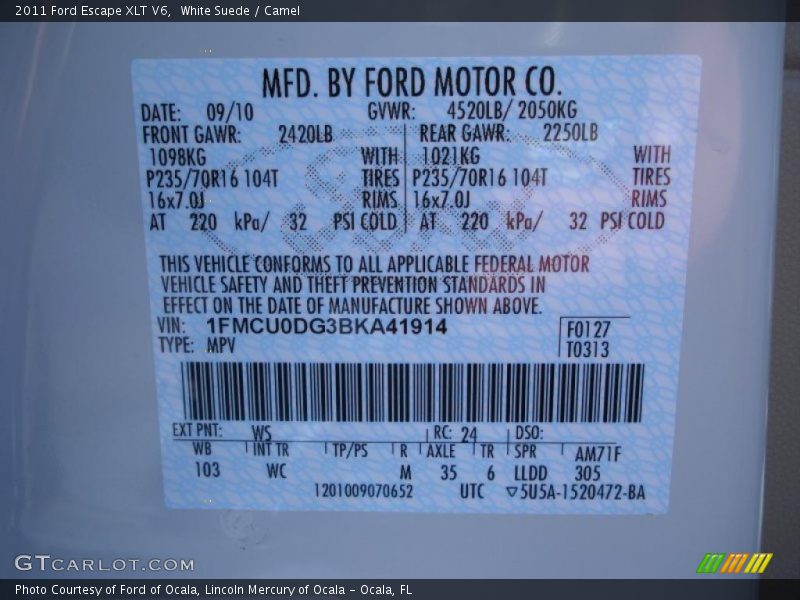 2011 Ford Escape XLT V6,  White Suede / Camel
MFD. BY FORD MOTOR CO.
DATE: 09/10 GVWR: 4520LB/ 2050KG
FRONT GAWR: 2420LB REAR GAWR: 2250LB
1098KG WITH 1021KG WITH
P235/70R16 104T TIRES P235/70R16 104T TIRES
16x7.0J RIMS 16x7.0J RIMS
AT 220 kPa/ 32 PSI COLD AT 220 kPa/ 32 PSI COLD
THIS VEHICLE CONFORMS TO ALL APPLICABLE FEDERAL MOTOR
VEHICLE SAFETY AND THEFT PREVENTION STANDARDS IN
EFFECT ON THE DATE OF MANUFACTURE SHOWN ABOVE.
VIN: 1FMCU0DG3BKA41914 F0127
TYPE: MPV T0313
EXT PNT: WS RC: 24 DSO:
WB INT TR TP/PS R AXLE TR SPR AM71F
103 WC M 35 6 LLDD 305
1201009070652 UTC ▽5U5A-1520472-BA
GTCARLOT.COM
Photo Courtesy of Ford of Ocala, Lincoln Mercury of Ocala - Ocala, FL